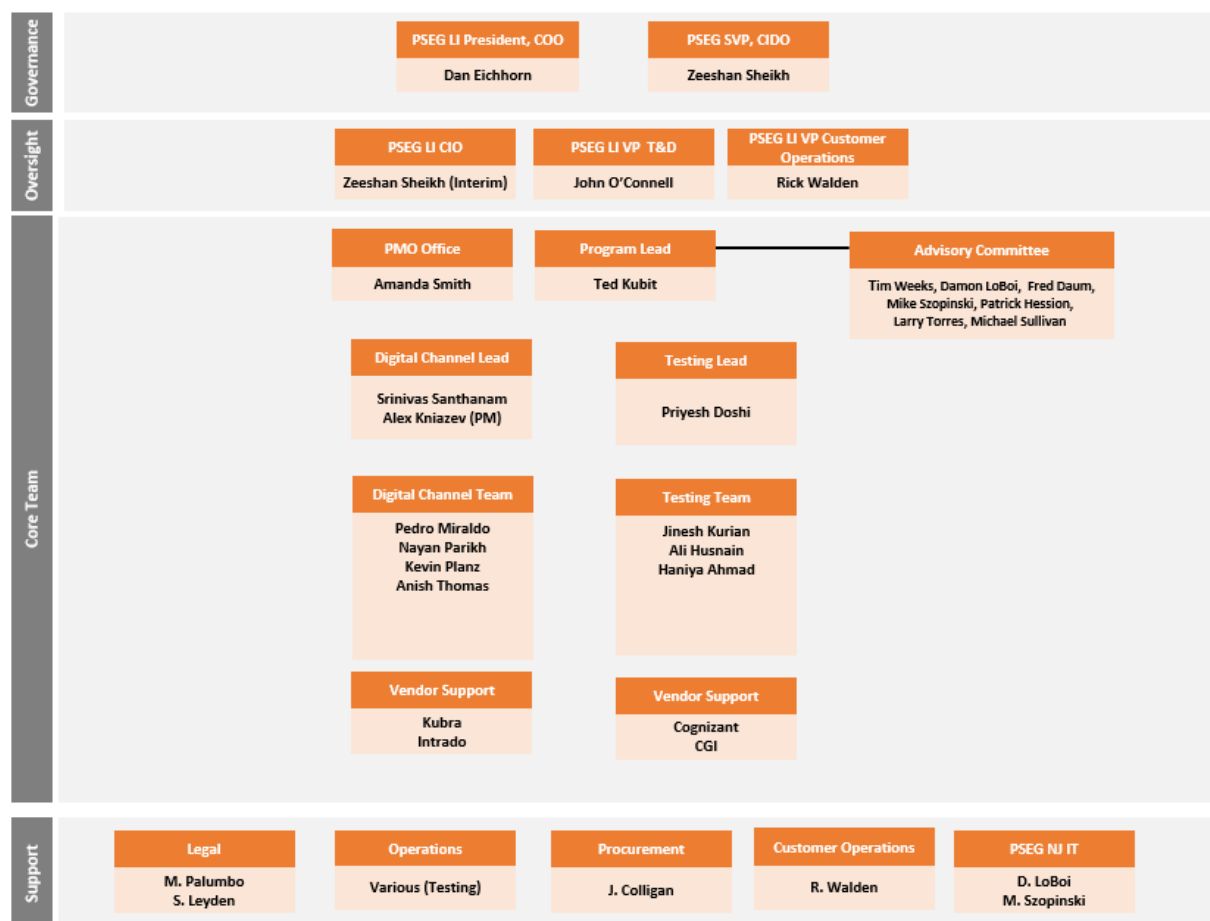 Governance
PSEG LI President, COO
Dan Eichhorn
PSEG SVP, CIDO
Zeeshan Sheikh
Oversight
PSEG LI CIO
Zeeshan Sheikh (Interim)
PSEG LI VP T&D
John O'Connell
PSEG LI VP Customer
Operations
Rick Walden
Core Team
PMO Office
Amanda Smith
Program Lead
Ted Kubit
Advisory Committee
Tim Weeks, Damon LoBoi, Fred Daum,
Mike Szopinski, Patrick Hession,
Larry Torres, Michael Sullivan
Digital Channel Lead
Srinivas Santhanam
Alex Kniazev (PM)
Testing Lead
Priyesh Doshi
Digital Channel Team
Pedro Miraldo
Nayan Parikh
Kevin Planz
Anish Thomas
Testing Team
Jinesh Kurian
Ali Husnain
Haniya Ahmad
Vendor Support
Kubra
Intrado
Vendor Support
Cognizant
CGI
Support
Legal
M. Palumbo
S. Leyden
Operations
Various (Testing)
Procurement
J. Colligan
Customer Operations
R. Walden
PSEG NJ IT
D. LoBoi
M. Szopinski